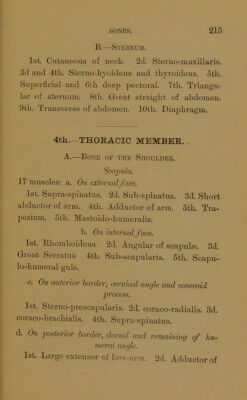 BONES. 215
B.—STERNUM.
1st. Cutaneous of neck. 2d. Sterno-maxillaris.
3d and 4th. Sterno-hyoideus and thyroideus. 5th.
Superficial and 6th deep pectoral. 7th. Triangu-
lar of sternum. 8th. Great straight of abdomen.
9th. Transverse of abdomen. 10th. Diaphragm.
4th.—THORACIC MEMBER.
A.—BONE OF THE SHOULDER.
Scapula.
17 muscles: a. On external face.
1st. Supra-spinatus. 2d. Sub-spinatus. 3d. Short
abductor of arm. 4th. Adductor of arm. 5th. Tra-
pezium. 5th. Mastoido-humeralis.
b. On internal face.
1st. Rhomboideus. 2d. Angular of scapulæ. 3d.
Great Serratus 4th. Sub-scapularis. 5th. Scapu-
lo-humeral gule.
c. On anterior border, cervical angle and conecoid
process.
1st. Sterno-prescapularis. 2d. coraco-radialis. 3d.
coraco-brachialis. 4th. Supra-spinatus.
d. On posterior border, dorsal and remaining of hu-
meral angle.
1st. Large extensor of fore-arm. 2d. Adductor of